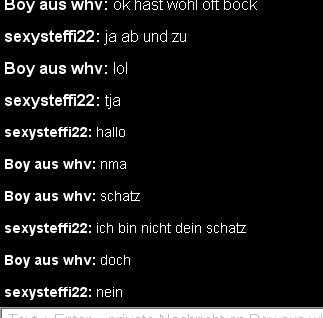 Boy aus whv: ok hast wohl oft bock
sexysteffi22: ja ab und zu
Boy aus whv: lol
sexysteffi22: tja
sexysteffi22: hallo
Boy aus whv: nma
Boy aus whv: schatz
sexysteffi22: ich bin nicht dein schatz
Boy aus whv: doch
sexysteffi22: nein